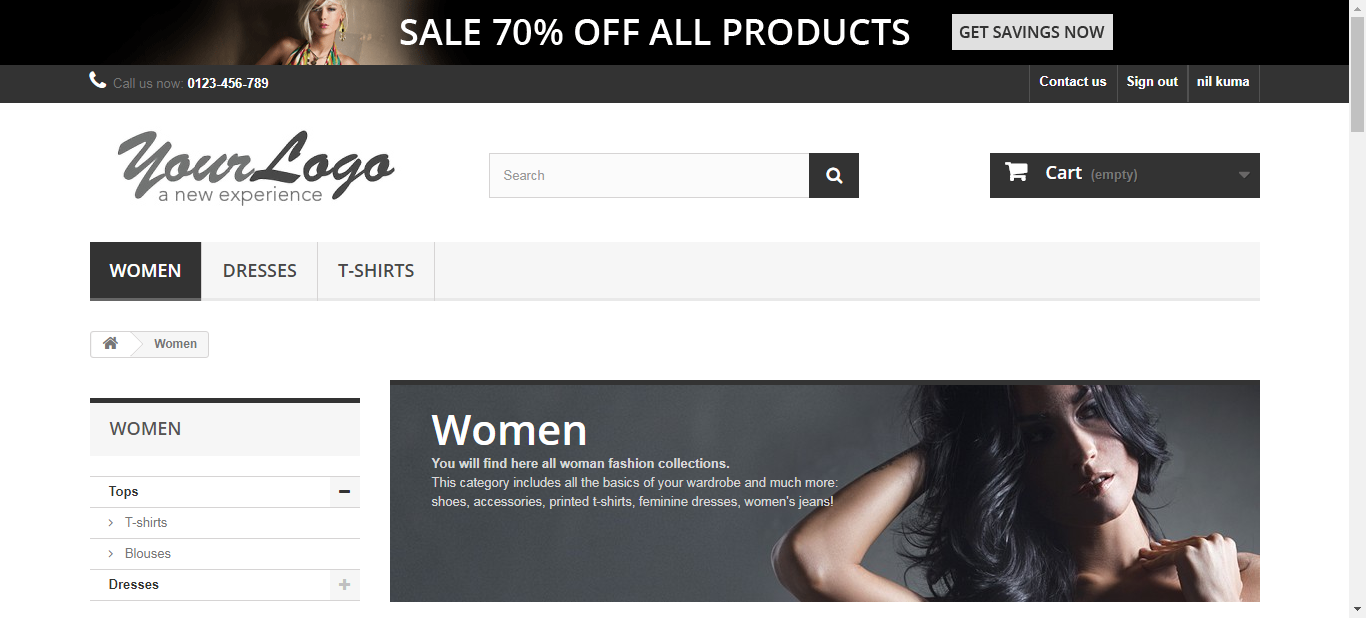 SALE 70% OFF ALL PRODUCTS
GET SAVINGS NOW
Call us now: 0123-456-789
Contact us
Sign out
nil kuma
YourLogo
a new experience
Search
Cart (empty)
WOMEN
DRESSES
T-SHIRTS
Women
WOMEN
Tops
T-shirts
Blouses
Dresses
Women
You will find here all woman fashion collections.
This category includes all the basics of your wardrobe and much more:
shoes, accessories, printed t-shirts, feminine dresses, women's jeans!